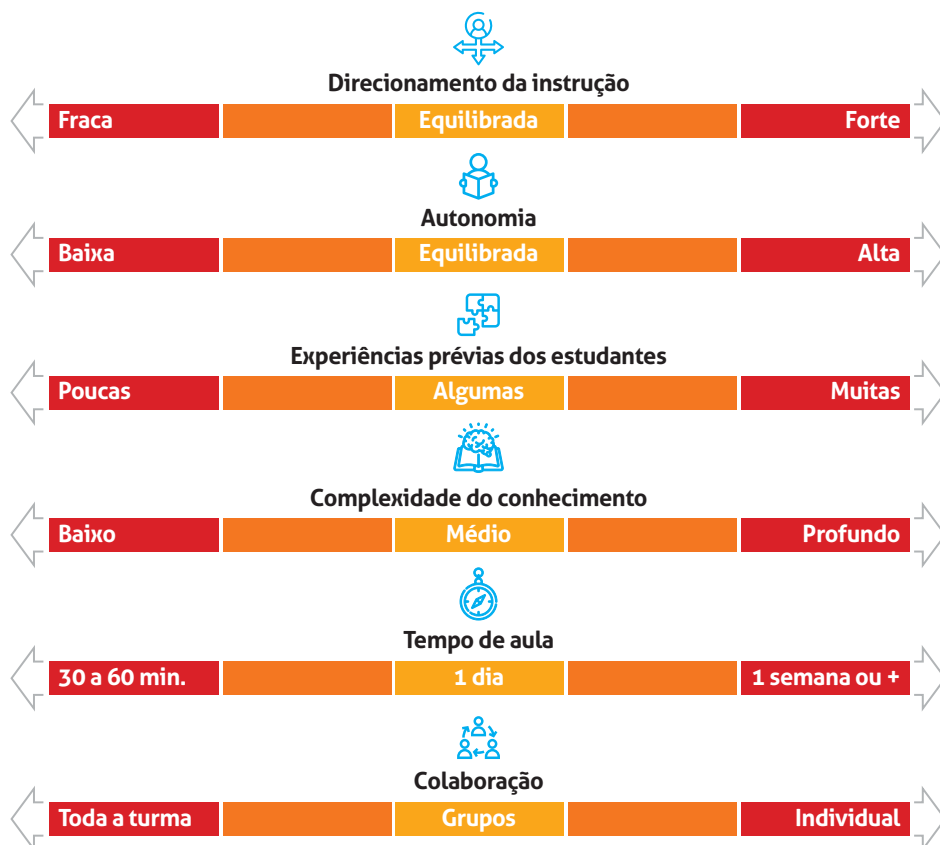 Direcionamento da instrução
Fraca Equilibrada Forte
Autonomia
Baixa Equilibrada Alta
Experiências prévias dos estudantes
Poucas Algumas Muitas
Complexidade do conhecimento
Baixo Médio Profundo
Tempo de aula
30 a 60 min. 1 dia 1 semana ou +
Colaboração
Toda a turma Grupos Individual